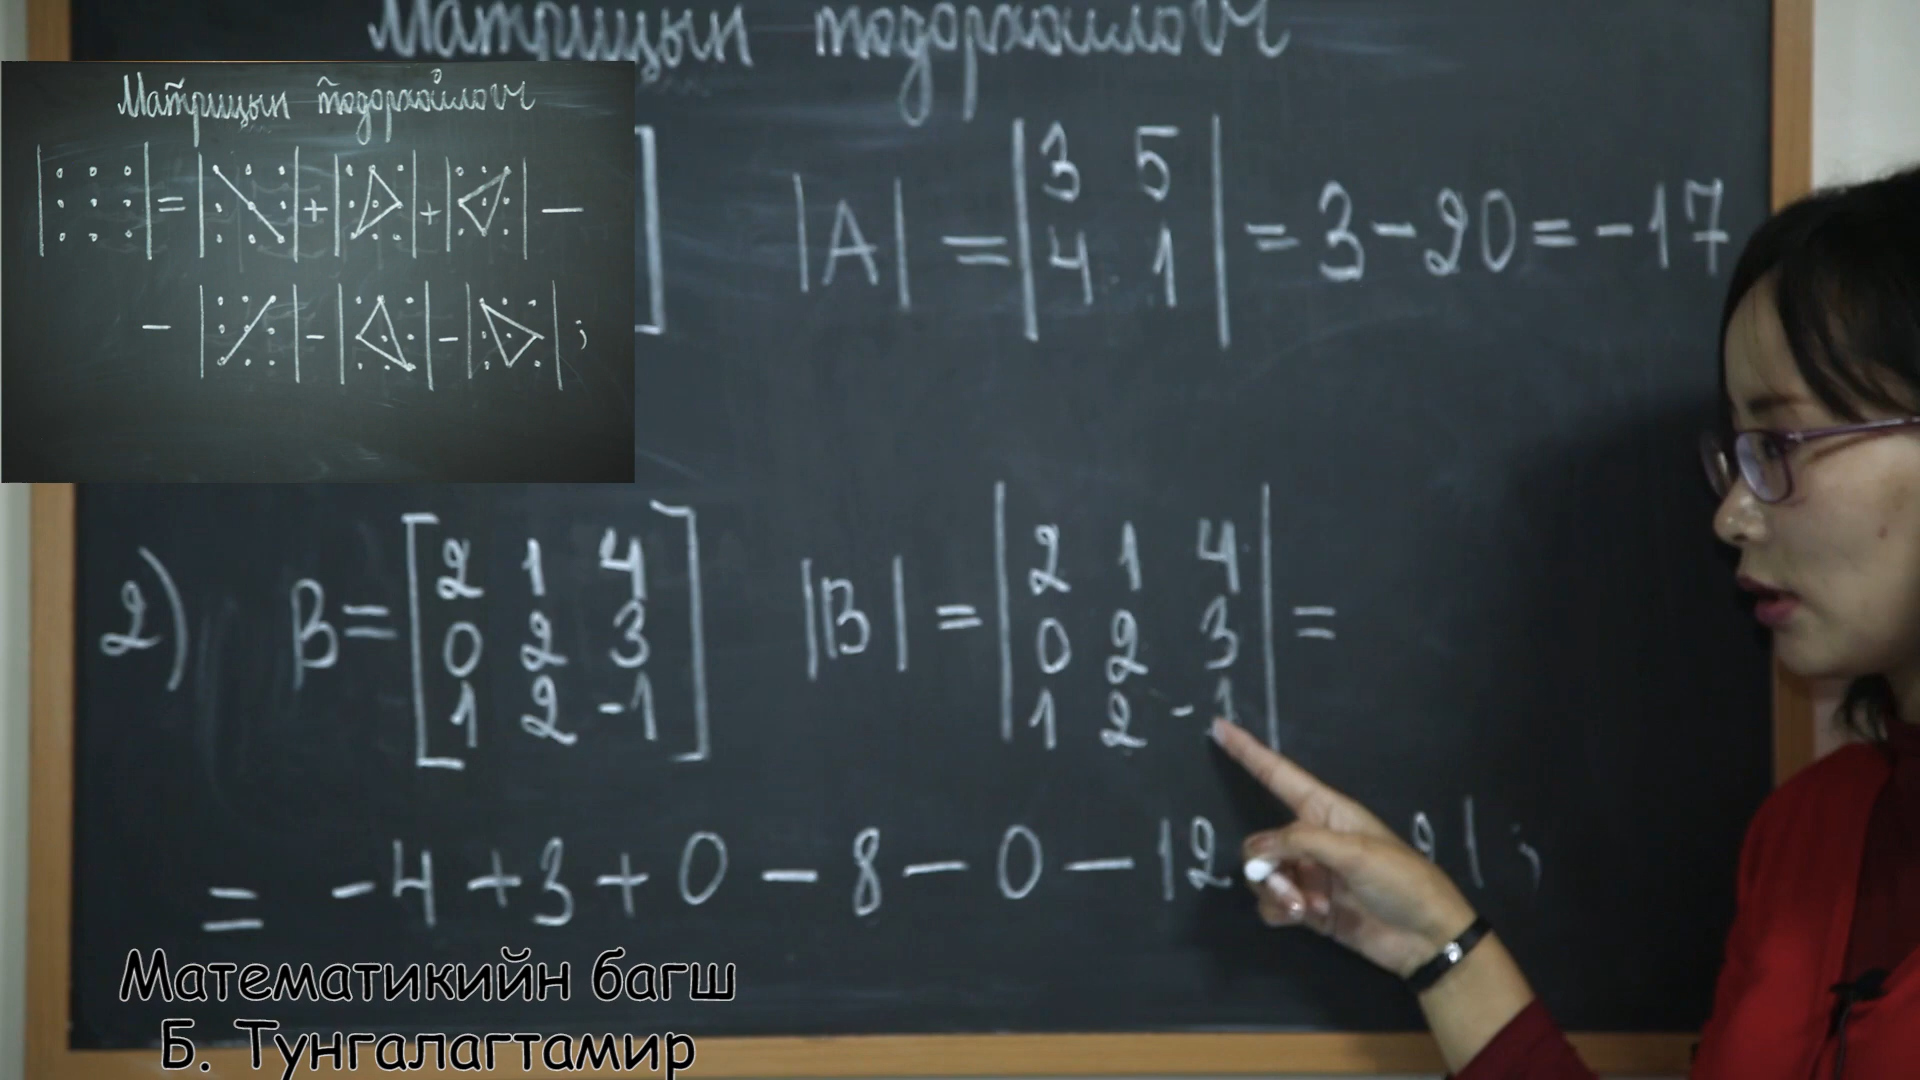 Матрицын тодорхойлогч
Матрицын тодорхойлогч
= + + -
- - - ;
|A| = |3 5
4 1| = 3 - 20 = -17
2) B = [2 1 4
0 2 3
1 2 -1]
|B| = |2 1 4
0 2 3
1 2 -1| =
= -4 + 3 + 0 - 8 - 0 - 12 21 ;
Математикийн багш
Б. Тунгалагтамир